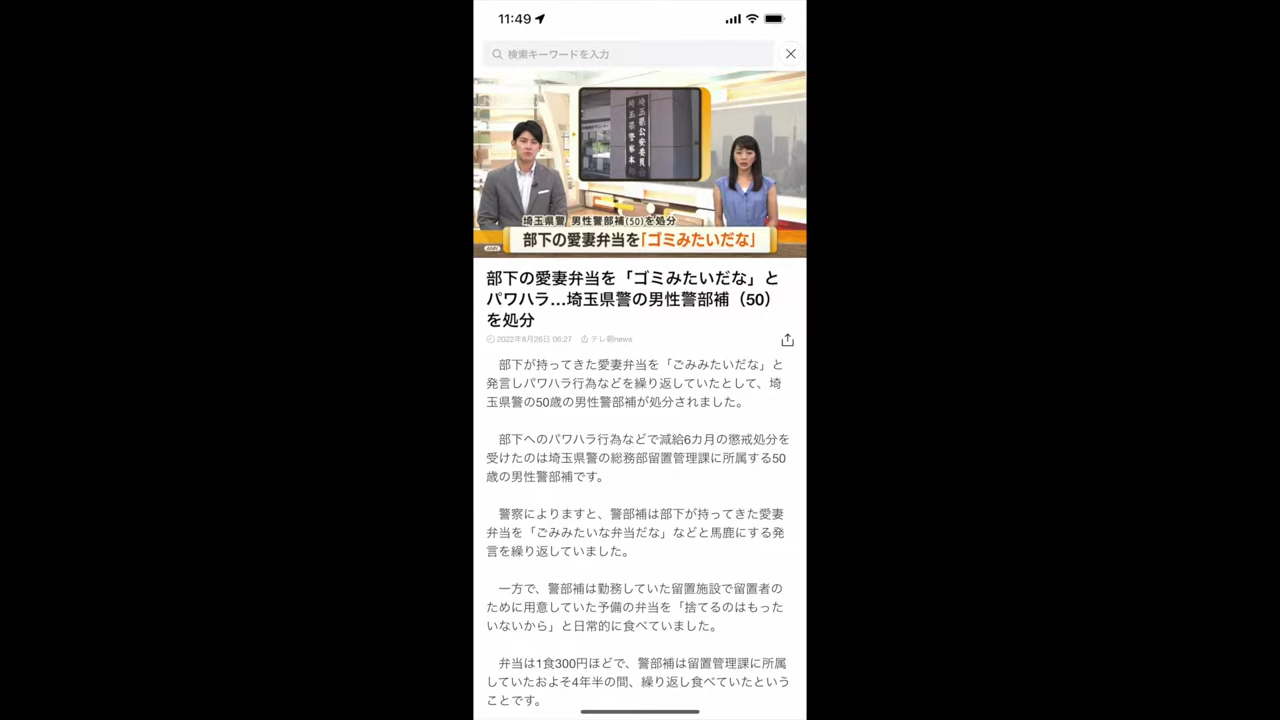 11:49
検索キーワードを入力
埼玉県公安委員
埼玉県警察本
埼玉県警 男性警部補(50)を処分
部下の愛妻弁当を「ゴミみたいだな」
ANN
部下の愛妻弁当を「ゴミみたいだな」と
パワハラ…埼玉県警の男性警部補（50）
を処分
2022年8月26日 06:27 テレ朝news
部下が持ってきた愛妻弁当を「ごみみたいだな」と
発言しパワハラ行為などを繰り返していたとして、埼
玉県警の50歳の男性警部補が処分されました。
部下へのパワハラ行為などで減給6カ月の懲戒処分を
受けたのは埼玉県警の総務部留置管理課に所属する50
歳の男性警部補です。
警察によりますと、警部補は部下が持ってきた愛妻
弁当を「ごみみたいな弁当だな」などと馬鹿にする発
言を繰り返していました。
一方で、警部補は勤務していた留置施設で留置者の
ために用意していた予備の弁当を「捨てるのはもった
いないから」と日常的に食べていました。
弁当は1食300円ほどで、警部補は留置管理課に所属
していたおよそ4年半の間、繰り返し食べていたという
ことです。